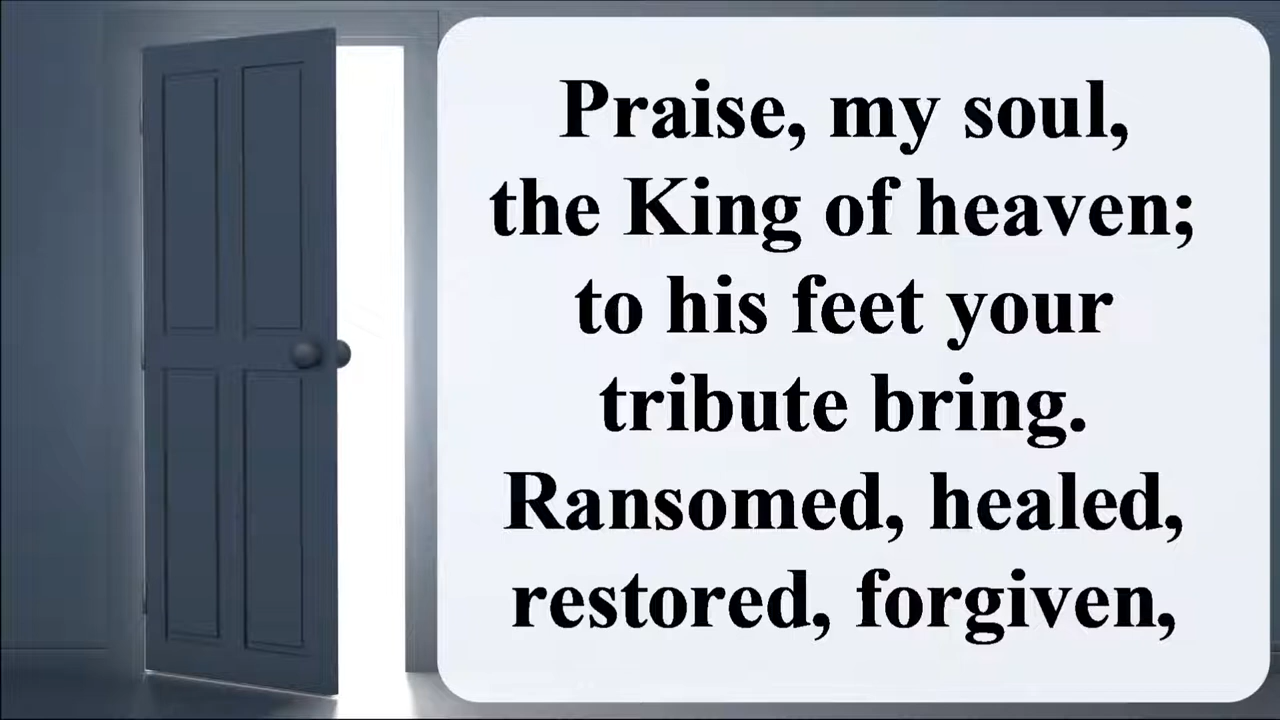 Praise, my soul,
the King of heaven;
to his feet your
tribute bring.
Ransomed, healed,
restored, forgiven,